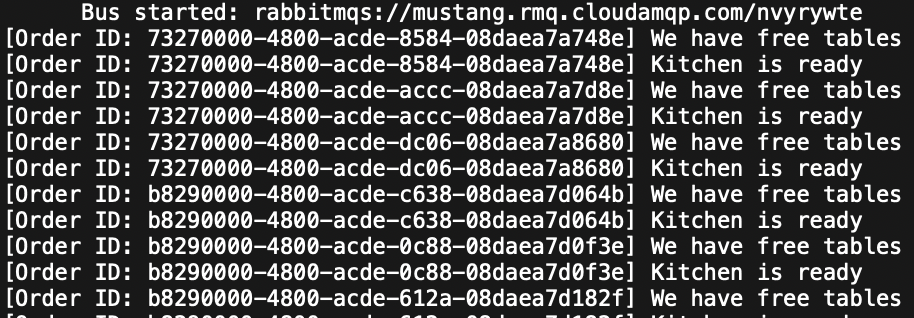 Bus started: rabbitmqs://mustang.rmq.cloudamqp.com/nvyrywte
[Order ID: 73270000-4800-acde-8584-08daea7a748e] We have free tables
[Order ID: 73270000-4800-acde-8584-08daea7a748e] Kitchen is ready
[Order ID: 73270000-4800-acde-accc-08daea7a7d8e] We have free tables
[Order ID: 73270000-4800-acde-accc-08daea7a7d8e] Kitchen is ready
[Order ID: 73270000-4800-acde-dc06-08daea7a8680] We have free tables
[Order ID: 73270000-4800-acde-dc06-08daea7a8680] Kitchen is ready
[Order ID: b8290000-4800-acde-c638-08daea7d064b] We have free tables
[Order ID: b8290000-4800-acde-c638-08daea7d064b] Kitchen is ready
[Order ID: b8290000-4800-acde-0c88-08daea7d0f3e] We have free tables
[Order ID: b8290000-4800-acde-0c88-08daea7d0f3e] Kitchen is ready
[Order ID: b8290000-4800-acde-612a-08daea7d182f] We have free tables